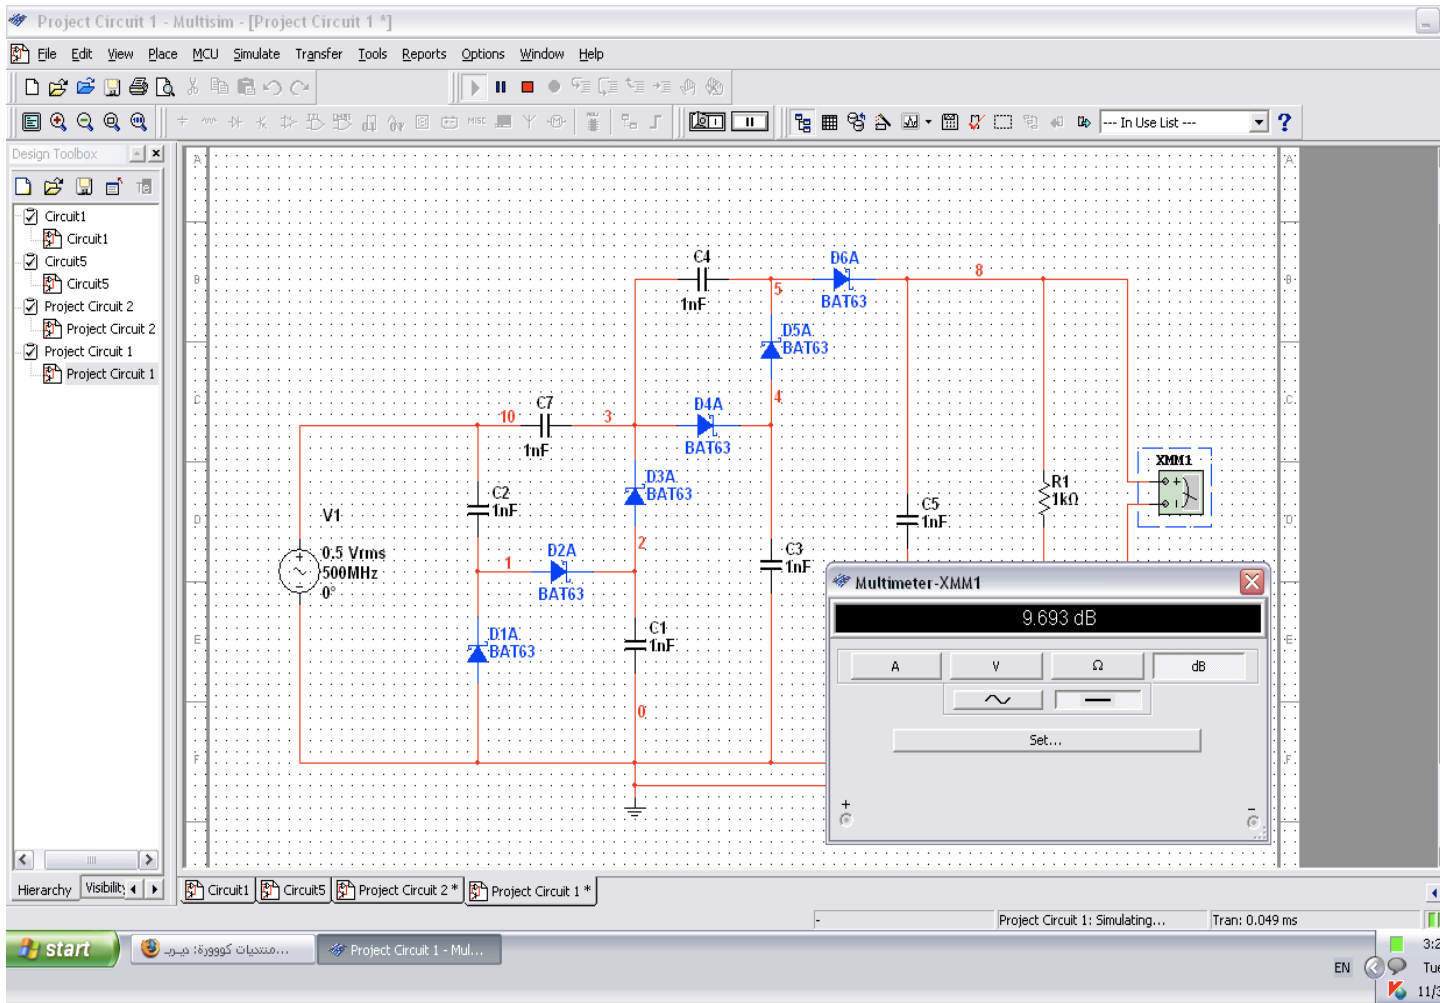 Project Circuit 1 - Multisim - [Project Circuit 1 *]
File Edit View Place MCU Simulate Transfer Tools Reports Options Window Help
MISC
--- In Use List ---
?
Design Toolbox
Circuit1
Circuit1
Circuit5
Circuit5
Project Circuit 2
Project Circuit 2
Project Circuit 1
Project Circuit 1
Hierarchy
A
A
B
B
C
C
D
D
E
E
F
F
C4
1nF
5
D6A
BAT63
8
D5A
BAT63
4
C7
10
3
1nF
D4A
BAT63
D3A
BAT63
C2
1nF
V1
0.5 Vrms
500MHz
0°
1
D2A
BAT63
2
D1A
BAT63
C1
1nF
0
C3
1nF
C5
1nF
R1
1kΩ
XMM1
Multimeter-XMM1
9.693 dB
A V Ω dB
Set...
+
-
Circuit1 Circuit5 Project Circuit 2 * Project Circuit 1 *
- Project Circuit 1: Simulating... Tran: 0.049 ms
start
منتديات كووورة: ديـربـ...
Project Circuit 1 - Mul...
EN